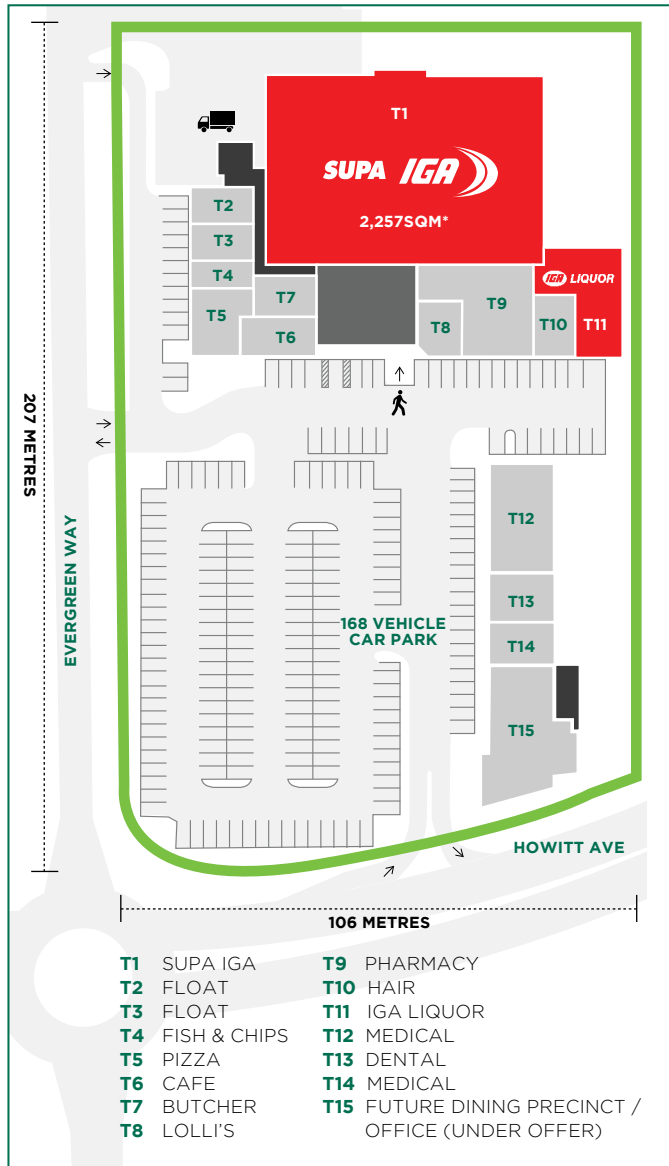 T1
SUPA IGA
2,257SQM*
T2
T3
T4
T5
T7
T6
T8
T9
T10
IGA LIQUOR
T11
207 METRES
EVERGREEN WAY
T12
T13
T14
T15
168 VEHICLE
CAR PARK
HOWITT AVE
106 METRES
T1 SUPA IGA
T2 FLOAT
T3 FLOAT
T4 FISH & CHIPS
T5 PIZZA
T6 CAFE
T7 BUTCHER
T8 LOLLI'S
T9 PHARMACY
T10 HAIR
T11 IGA LIQUOR
T12 MEDICAL
T13 DENTAL
T14 MEDICAL
T15 FUTURE DINING PRECINCT /
OFFICE (UNDER OFFER)